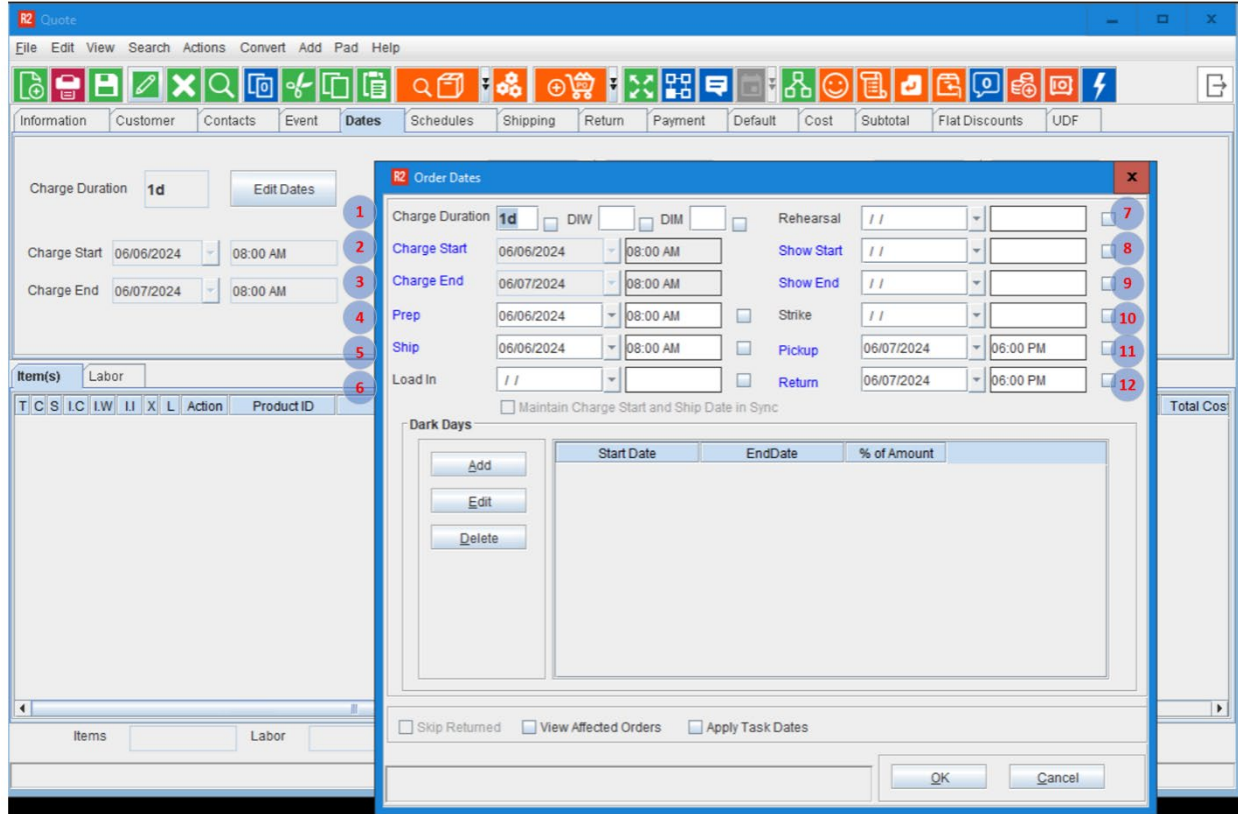 R2 Quote
File Edit View Search Actions Convert Add Pad Help
Information Customer Contacts Event Dates Schedules Shipping Return Payment Default Cost Subtotal Flat Discounts UDF
Charge Duration 1d Edit Dates
Charge Start 06/06/2024 08:00 AM
Charge End 06/07/2024 08:00 AM
Item(s) Labor
T C S I.C I.W I.I X L Action Product ID Total Cos
Items Labor
R2 Order Dates x
1 Charge Duration 1d DIW DIM Rehearsal / / 7
2 Charge Start 06/06/2024 08:00 AM Show Start / / 8
3 Charge End 06/07/2024 08:00 AM Show End / / 9
4 Prep 06/06/2024 08:00 AM Strike / / 10
5 Ship 06/06/2024 08:00 AM Pickup 06/07/2024 06:00 PM 11
6 Load In / / Return 06/07/2024 06:00 PM 12
Maintain Charge Start and Ship Date in Sync
Dark Days
Start Date EndDate % of Amount
Add
Edit
Delete
Skip Returned View Affected Orders Apply Task Dates
OK Cancel